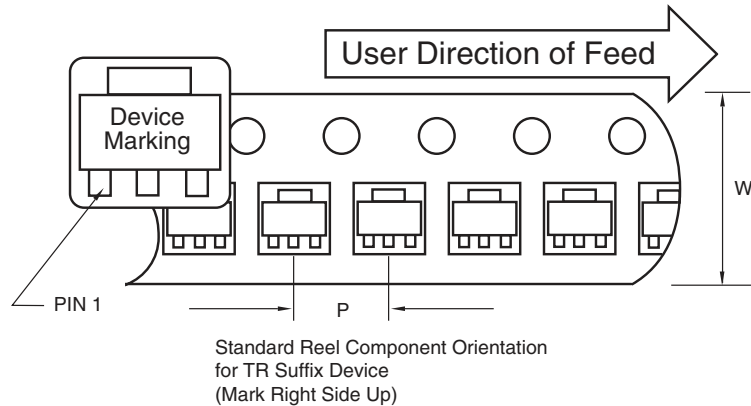 User Direction of Feed
Device
Marking
W
PIN 1
P
Standard Reel Component Orientation
for TR Suffix Device
(Mark Right Side Up)